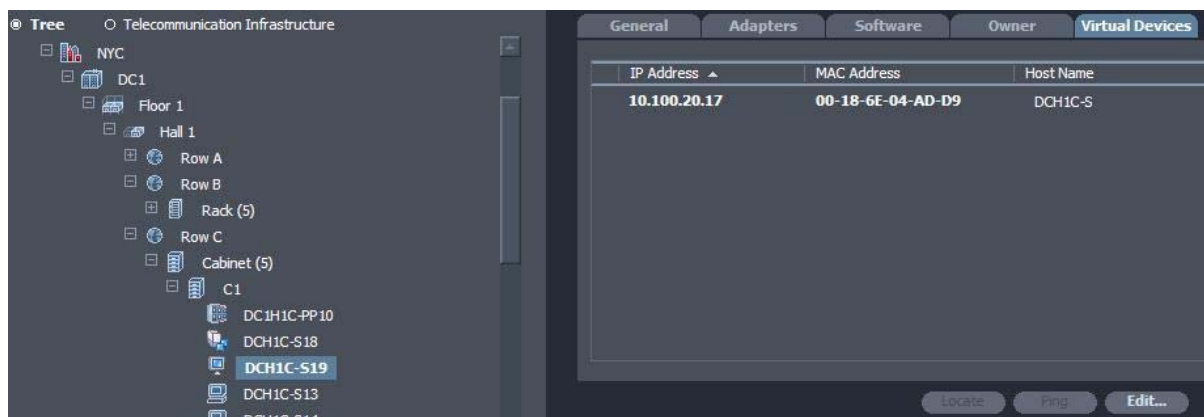 Tree Telecommunication Infrastructure
NYC
DC1
Floor 1
Hall 1
Row A
Row B
Rack (5)
Row C
Cabinet (5)
C1
DC1H1C-PP10
DCH1C-S18
DCH1C-S19
DCH1C-S13
General Adapters Software Owner Virtual Devices
IP Address MAC Address Host Name
10.100.20.17 00-18-6E-04-AD-D9 DCH1C-S
Locate Ping Edit...